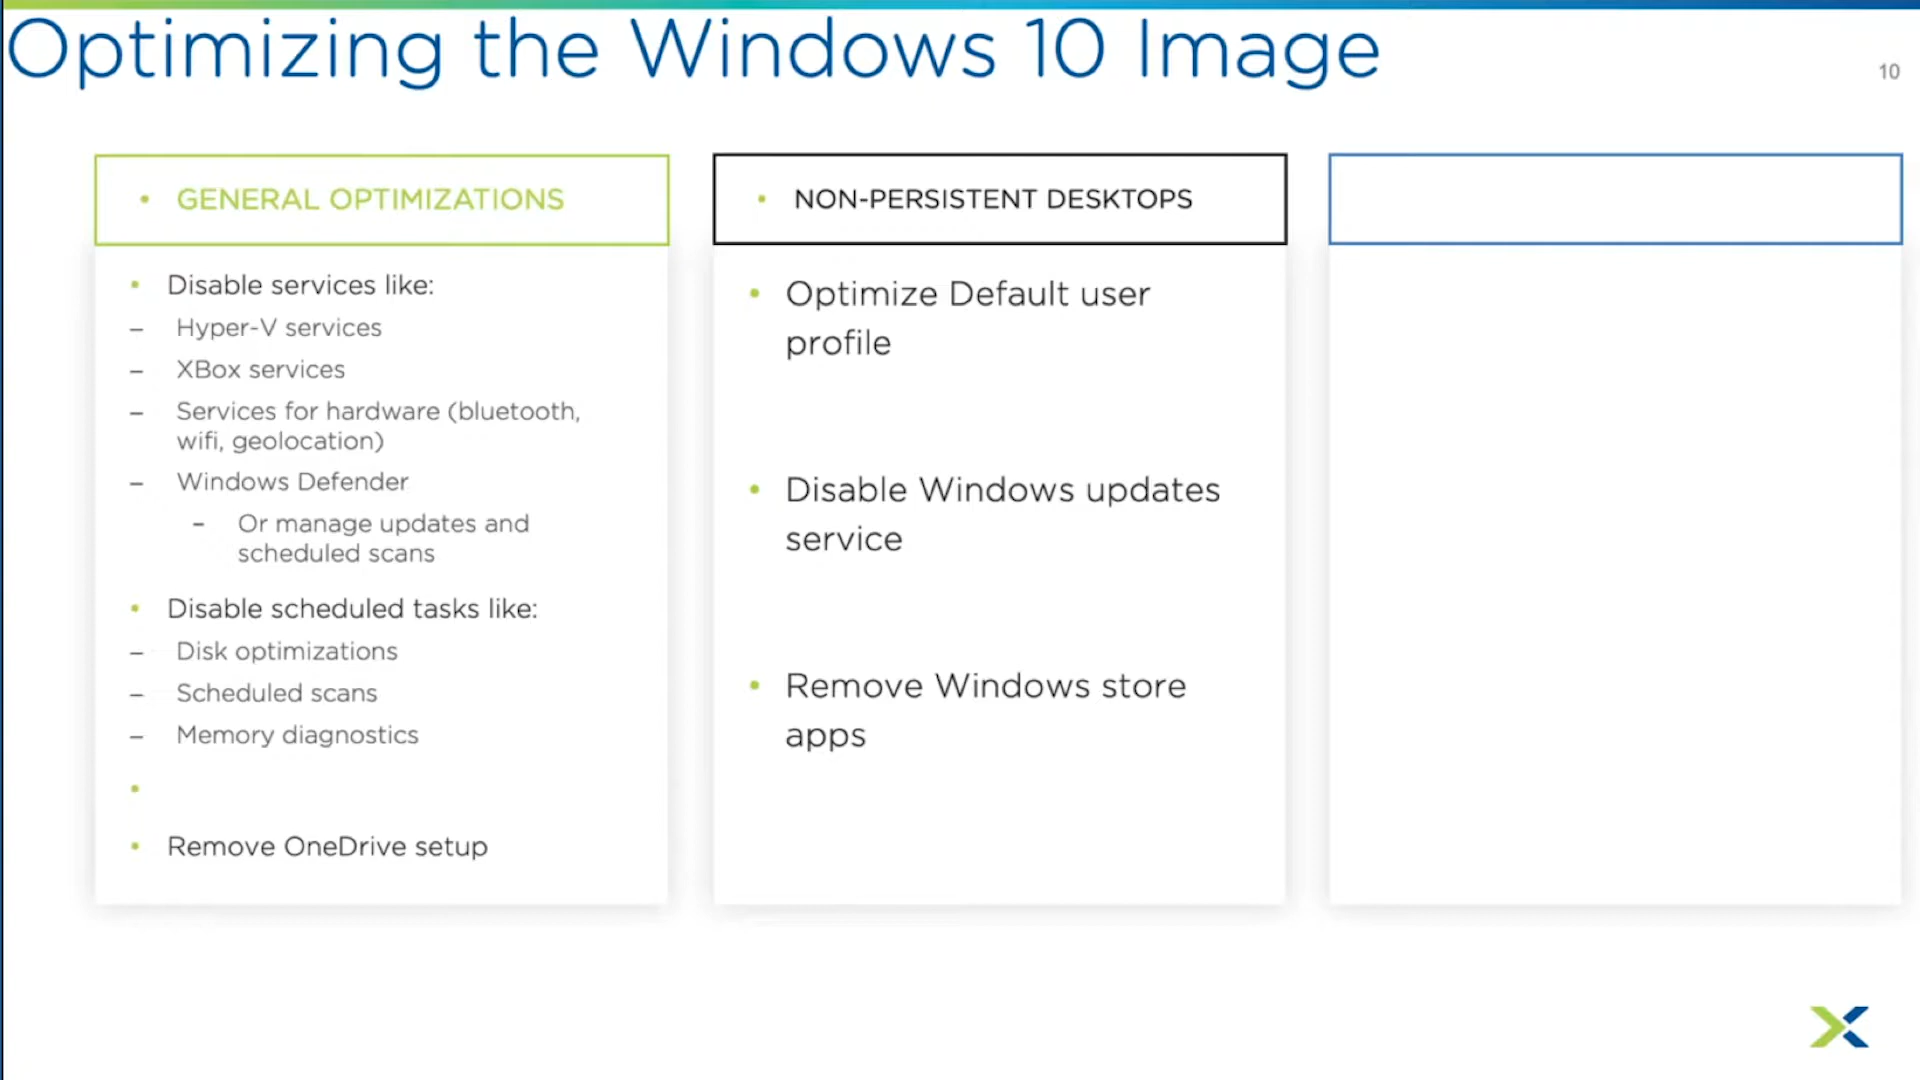 Optimizing the Windows 10 Image
10
• GENERAL OPTIMIZATIONS
• Disable services like:
– Hyper-V services
– XBox services
– Services for hardware (bluetooth,
wifi, geolocation)
– Windows Defender
– Or manage updates and
scheduled scans
• Disable scheduled tasks like:
– Disk optimizations
– Scheduled scans
– Memory diagnostics
•
• Remove OneDrive setup
• NON-PERSISTENT DESKTOPS
• Optimize Default user
profile
• Disable Windows updates
service
• Remove Windows store
apps